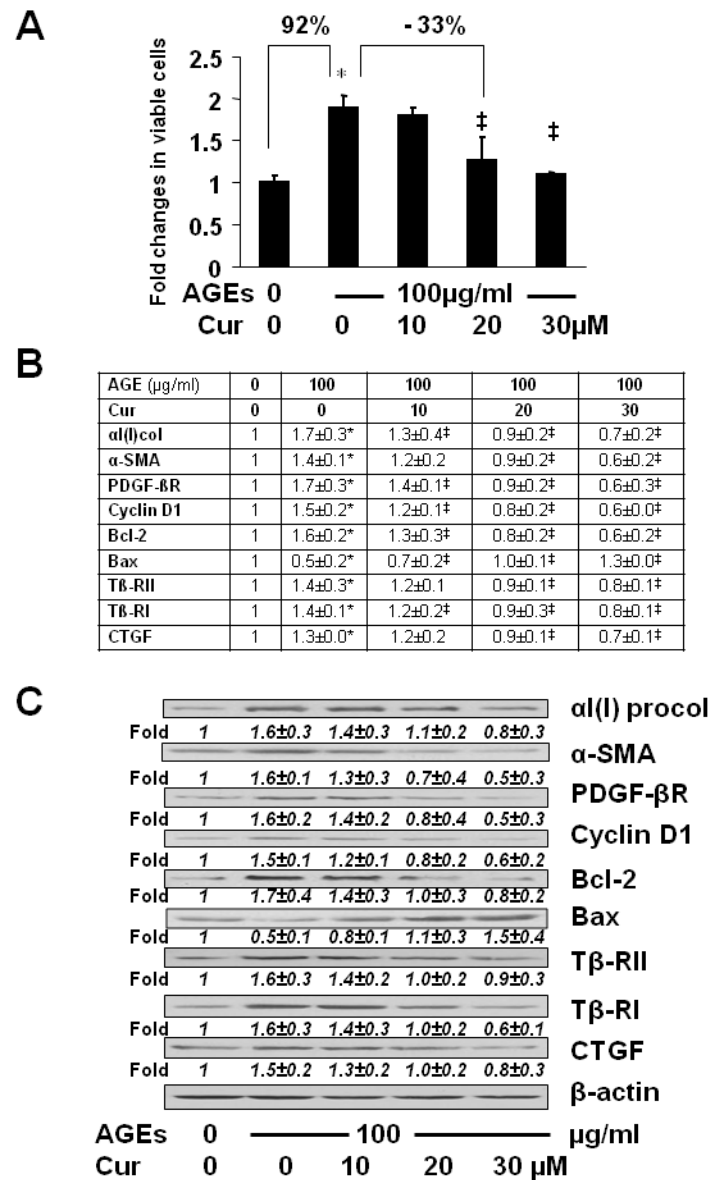 A
92%
- 33%
Fold changes in viable cells
2.5
2
1.5
1
0.5
0
*
‡
‡
AGEs 0 100µg/ml
Cur 0 0 10 20 30µM
B
AGE (µg/ml) 0 100 100 100 100
Cur 0 0 10 20 30
αI(I)col 1 1.7±0.3* 1.3±0.4‡ 0.9±0.2‡ 0.7±0.2‡
α-SMA 1 1.4±0.1* 1.2±0.2 0.9±0.2‡ 0.6±0.2‡
PDGF-ßR 1 1.7±0.3* 1.4±0.1‡ 0.9±0.2‡ 0.6±0.3‡
Cyclin D1 1 1.5±0.2* 1.2±0.1‡ 0.8±0.2‡ 0.6±0.0‡
Bcl-2 1 1.6±0.2* 1.3±0.3‡ 0.8±0.2‡ 0.6±0.2‡
Bax 1 0.5±0.2* 0.7±0.2‡ 1.0±0.1‡ 1.3±0.0‡
Tß-RII 1 1.4±0.3* 1.2±0.1 0.9±0.1‡ 0.8±0.1‡
Tß-RI 1 1.4±0.1* 1.2±0.2‡ 0.9±0.3‡ 0.8±0.1‡
CTGF 1 1.3±0.0* 1.2±0.2 0.9±0.1‡ 0.7±0.1‡
C
αI(I) procol
Fold 1 1.6±0.3 1.4±0.3 1.1±0.2 0.8±0.3
α-SMA
Fold 1 1.6±0.1 1.3±0.3 0.7±0.4 0.5±0.3
PDGF-βR
Fold 1 1.6±0.2 1.4±0.2 0.8±0.4 0.5±0.3
Cyclin D1
Fold 1 1.5±0.1 1.2±0.1 0.8±0.2 0.6±0.2
Bcl-2
Fold 1 1.7±0.4 1.4±0.3 1.0±0.3 0.8±0.2
Bax
Fold 1 0.5±0.1 0.8±0.1 1.1±0.3 1.5±0.4
Tβ-RII
Fold 1 1.6±0.3 1.4±0.2 1.0±0.2 0.9±0.3
Tβ-RI
Fold 1 1.6±0.3 1.4±0.3 1.0±0.2 0.6±0.1
CTGF
Fold 1 1.5±0.2 1.3±0.2 1.0±0.2 0.8±0.3
β-actin
AGEs 0 100 µg/ml
Cur 0 0 10 20 30 µM